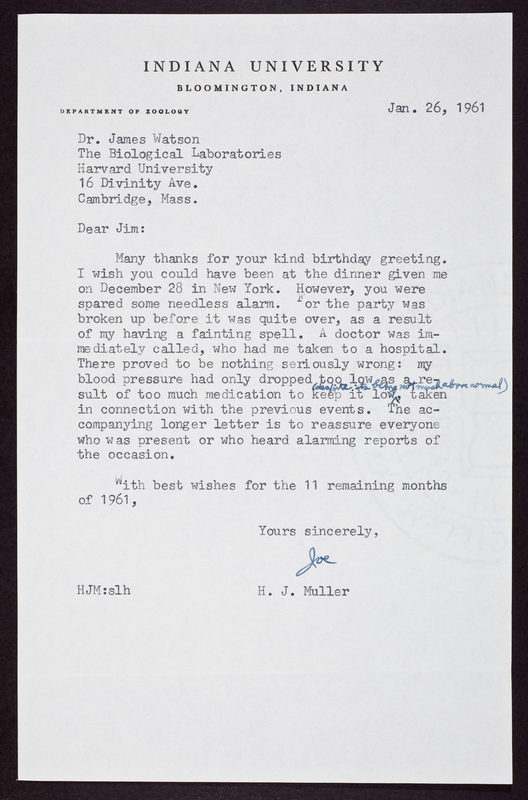 INDIANA UNIVERSITY
BLOOMINGTON, INDIANA
DEPARTMENT OF ZOOLOGY
Jan. 26, 1961
Dr. James Watson
The Biological Laboratories
Harvard University
16 Divinity Ave.
Cambridge, Mass.
Dear Jim:
Many thanks for your kind birthday greeting.
I wish you could have been at the dinner given me
on December 28 in New York. However, you were
spared some needless alarm. For the party was
broken up before it was quite over, as a result
of my having a fainting spell. A doctor was im-
mediately called, who had me taken to a hospital.
There proved to be nothing seriously wrong: my
blood pressure had only dropped too low as a re-
(despite its being not much above normal)
sult of too much medication to keep it low, taken
in connection with the previous events. The ac-
companying longer letter is to reassure everyone
who was present or who heard alarming reports of
the occasion.
With best wishes for the 11 remaining months
of 1961,
Yours sincerely,
Joe
HJM:slh
H. J. Muller